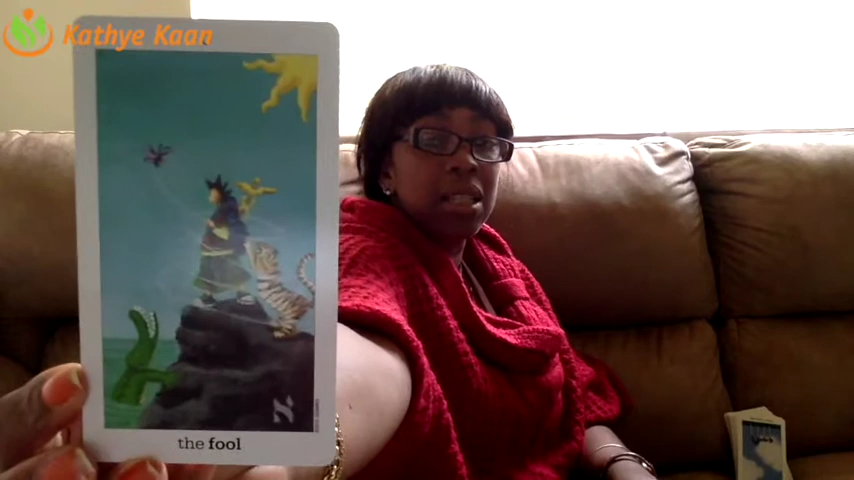 Kathye Kaan
א
the fool